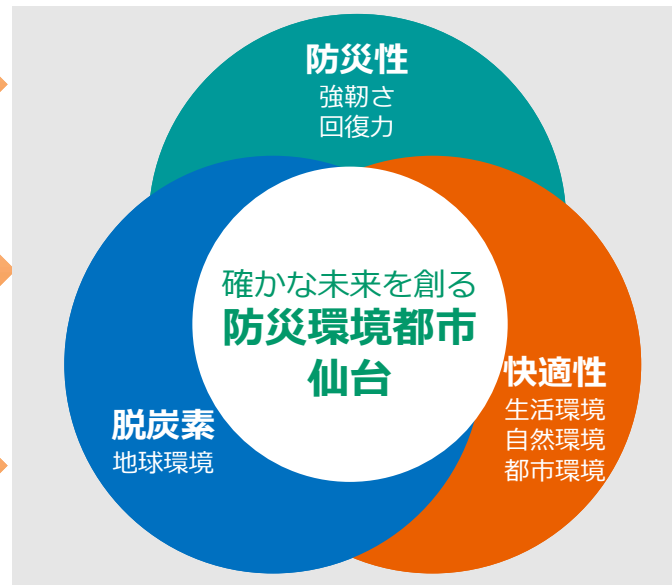 防災性
強靭さ
回復力
確かな未来を創る
防災環境都市
仙台
快適性
生活環境
自然環境
都市環境
脱炭素
地球環境